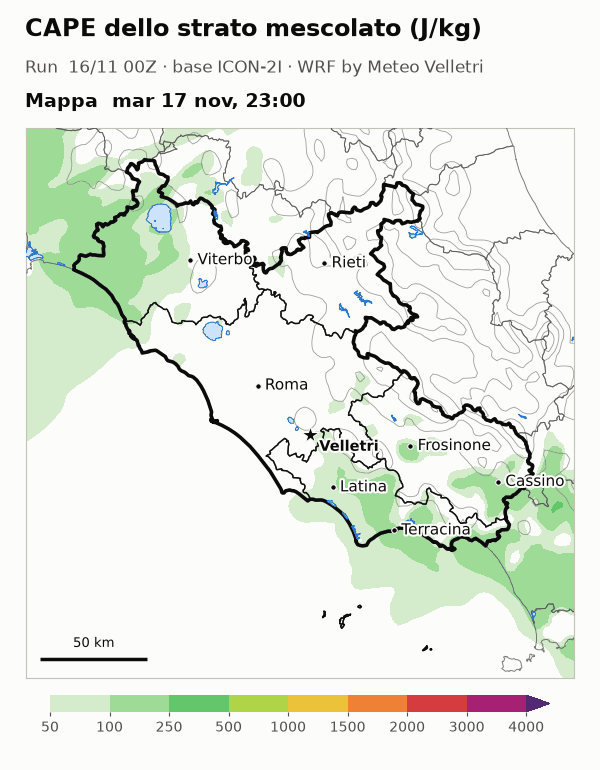 CAPE dello strato mescolato (J/kg)
Run  16/11 00Z · base ICON-2I · WRF by Meteo Velletri
Mappa  mar 17 nov, 23:00
Viterbo
Rieti
Roma
Velletri
Frosinone
Cassino
Latina
Terracina
50 km
50 100 250 500 1000 1500 2000 3000 4000